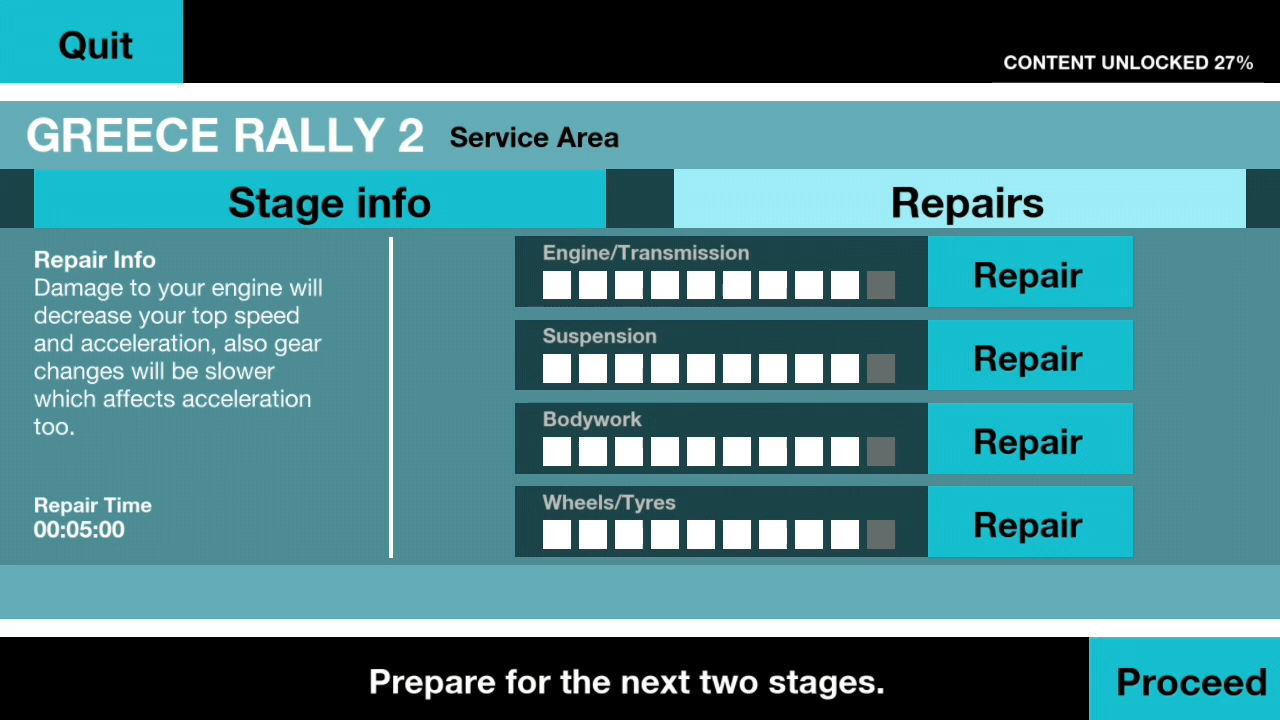 Quit
CONTENT UNLOCKED 27%
GREECE RALLY 2 Service Area
Stage info
Repairs
Repair Info
Damage to your engine will
decrease your top speed
and acceleration, also gear
changes will be slower
which affects acceleration
too.
Repair Time
00:05:00
Engine/Transmission
Repair
Suspension
Repair
Bodywork
Repair
Wheels/Tyres
Repair
Prepare for the next two stages.
Proceed